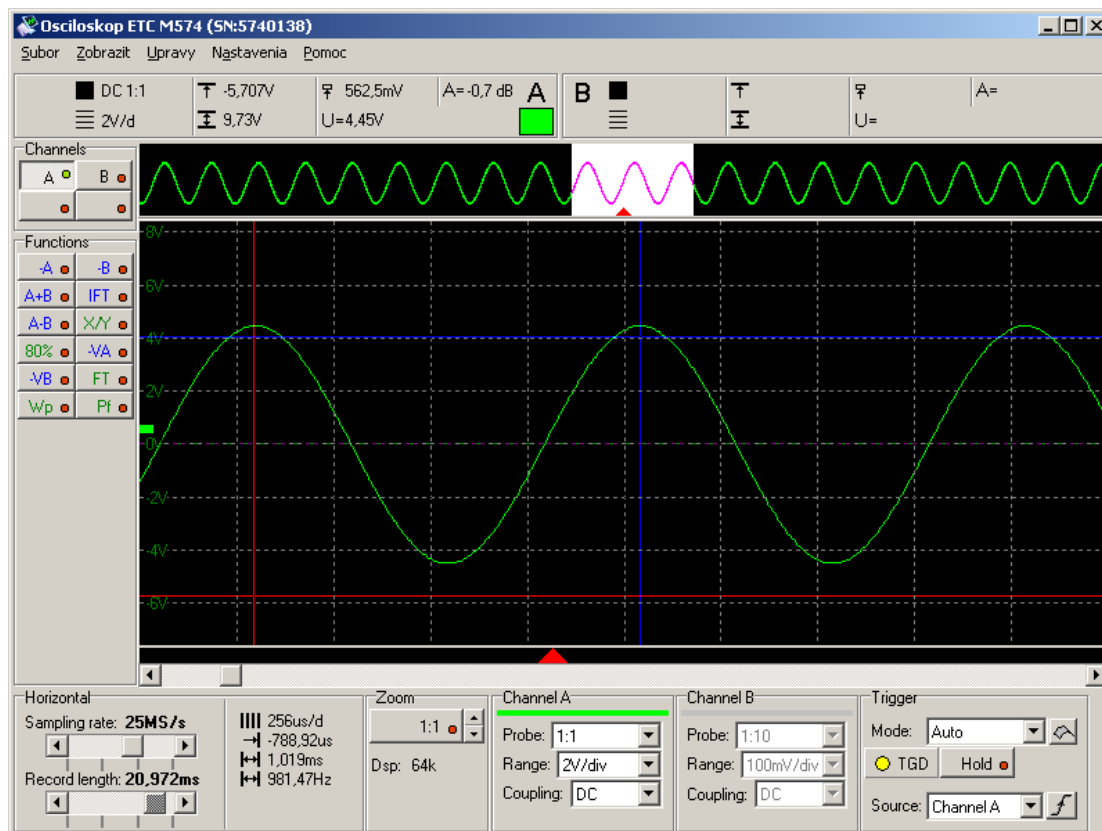 Osciloskop ETC M574 (SN:5740138)
Subor Zobrazit Upravy Nastavenia Pomoc
DC 1:1 -5,707V 562,5mV A=-0,7 dB A B A=
2V/d 9,73V U=4,45V U=
Channels
A B
Functions
-A -B
A+B IFT
A-B X/Y
80% -VA
-VB FT
Wp Pf
8V
6V
4V
2V
0V
-2V
-4V
-6V
Horizontal
Sampling rate: 25MS/s
Record length: 20,972ms
256us/d
-788,92us
1,019ms
981,47Hz
Zoom
1:1
Dsp: 64k
Channel A
Probe: 1:1
Range: 2V/div
Coupling: DC
Channel B
Probe: 1:10
Range: 100mV/div
Coupling: DC
Trigger
Mode: Auto
TGD Hold
Source: Channel A